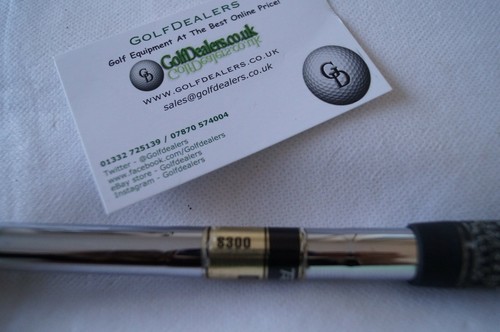 GOLFDEALERS
Golf Equipment At The Best Online Price!
GD
GolfDealers.co.uk
GD
WWW.GOLFDEALERS.CO.UK
sales@golfdealers.co.uk
01332 725139 / 07870 574004
Twitter - @Golfdealers
www.facebook.com/Golfdealers
eBay store - Golfdealers
Instagram - Golfdealers
S300